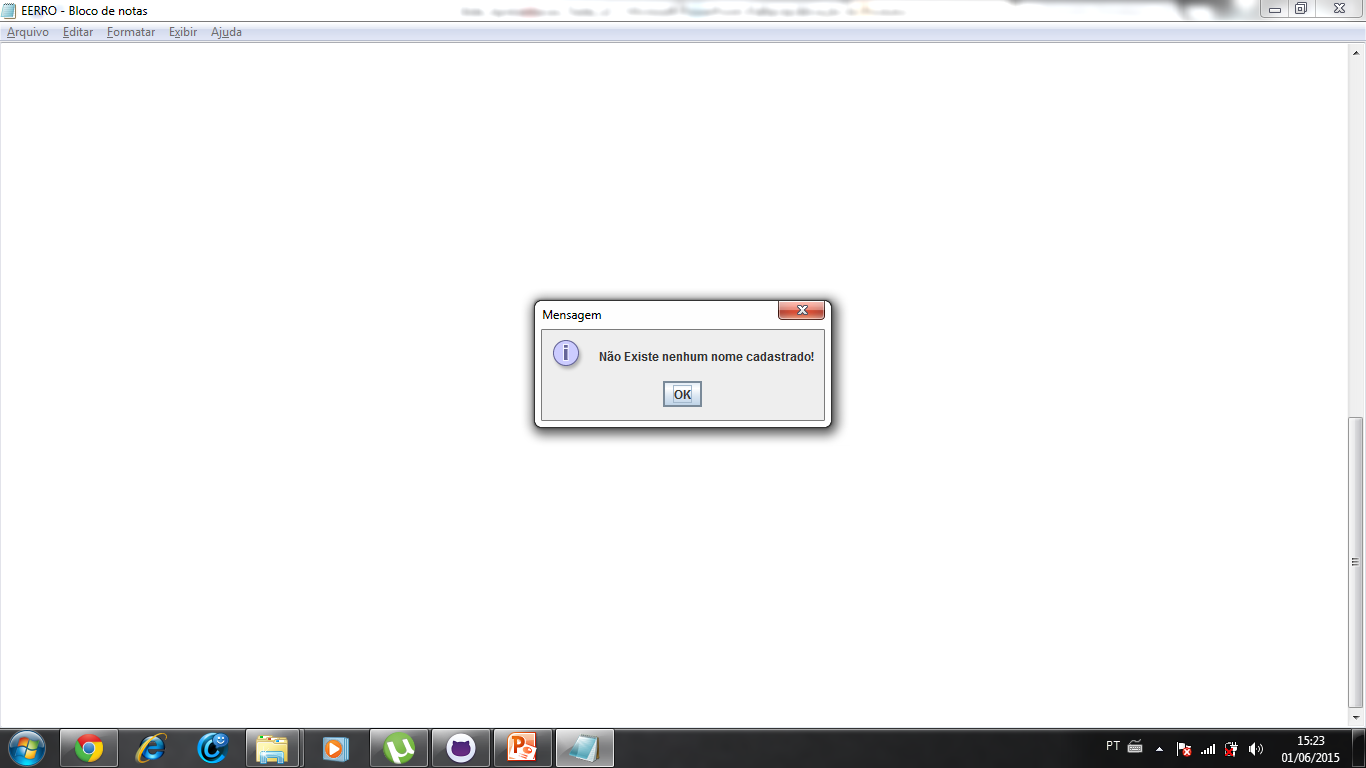 EERRO - Bloco de notas
Arquivo Editar Formatar Exibir Ajuda
Mensagem
Não Existe nenhum nome cadastrado!
OK
PT
15:23
01/06/2015